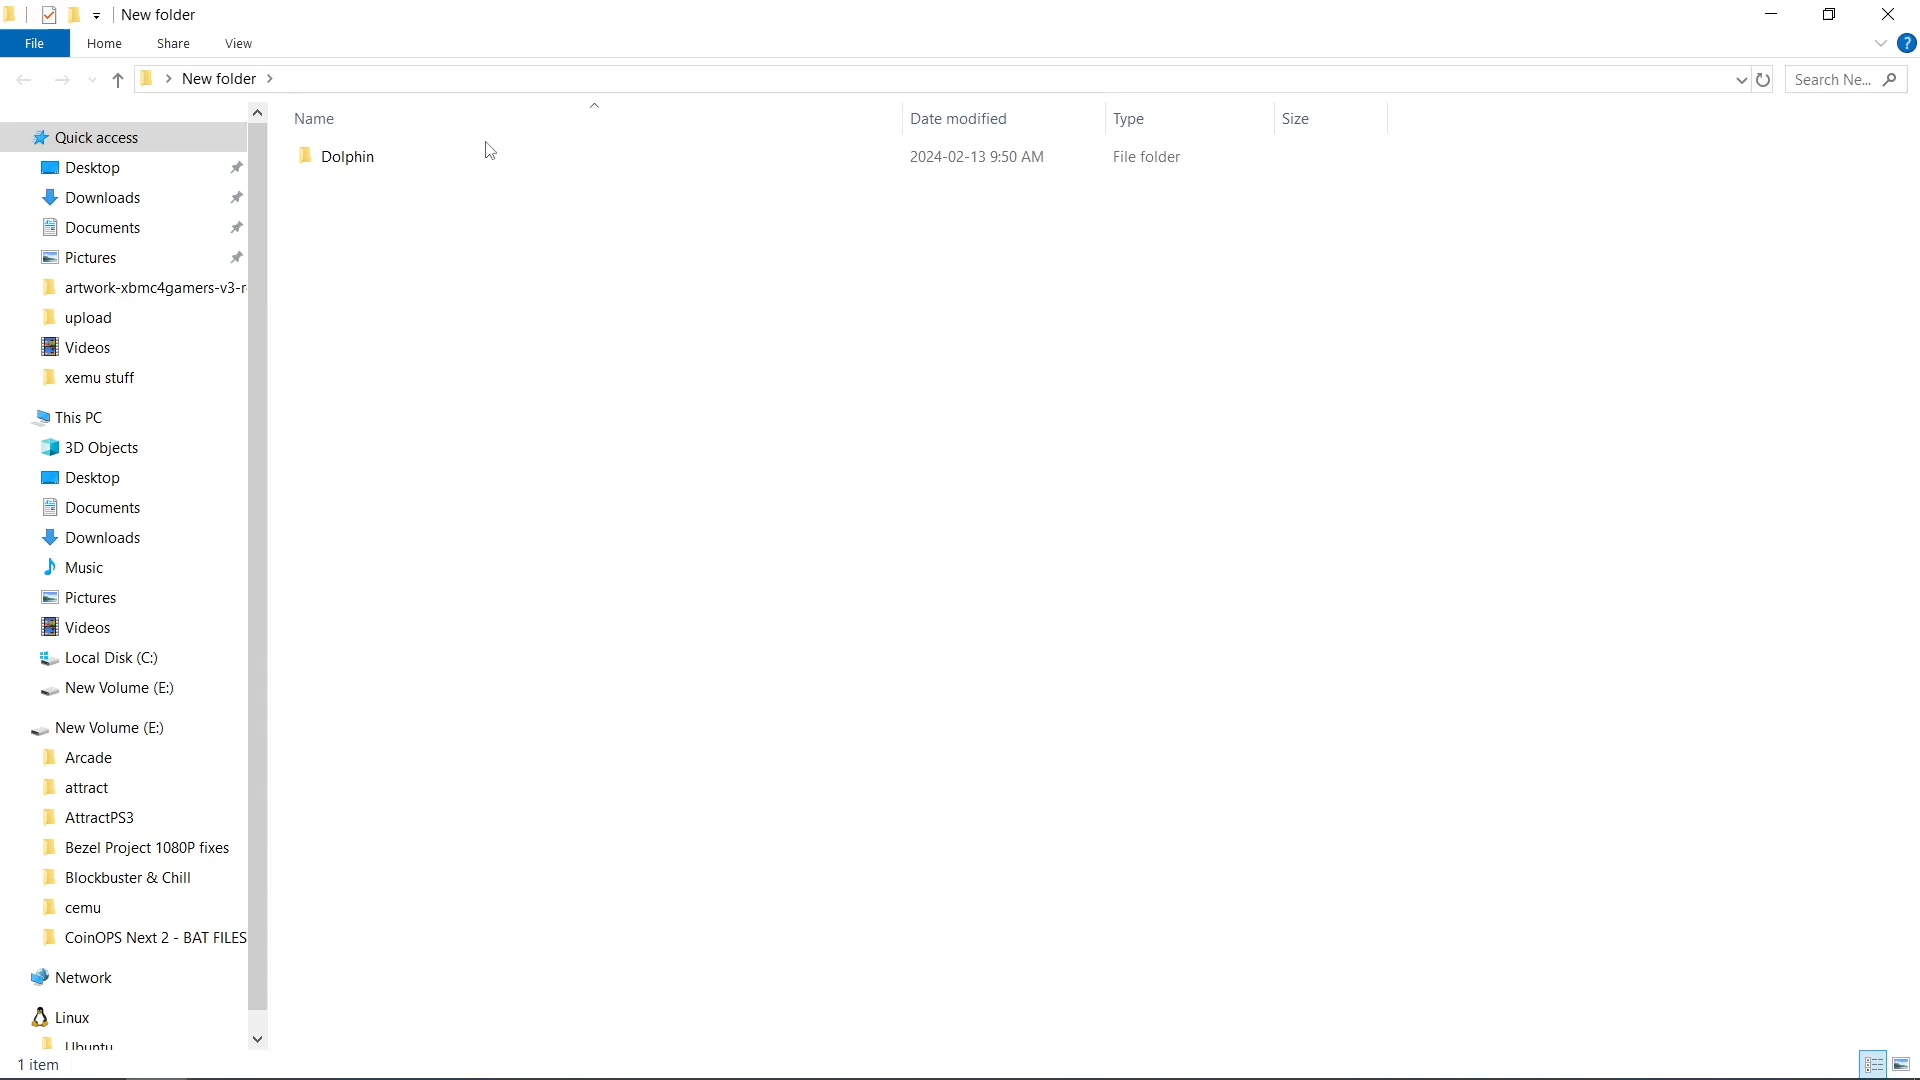 New folder
File Home Share View ?
New folder Search Ne...
Name Date modified Type Size
Dolphin 2024-02-13 9:50 AM File folder
Quick access
Desktop
Downloads
Documents
Pictures
artwork-xbmc4gamers-v3-r
upload
Videos
xemu stuff
This PC
3D Objects
Desktop
Documents
Downloads
Music
Pictures
Videos
Local Disk (C:)
New Volume (E:)
New Volume (E:)
Arcade
attract
AttractPS3
Bezel Project 1080P fixes
Blockbuster & Chill
cemu
CoinOPS Next 2 - BAT FILES
Network
Linux
Ubuntu
1 item